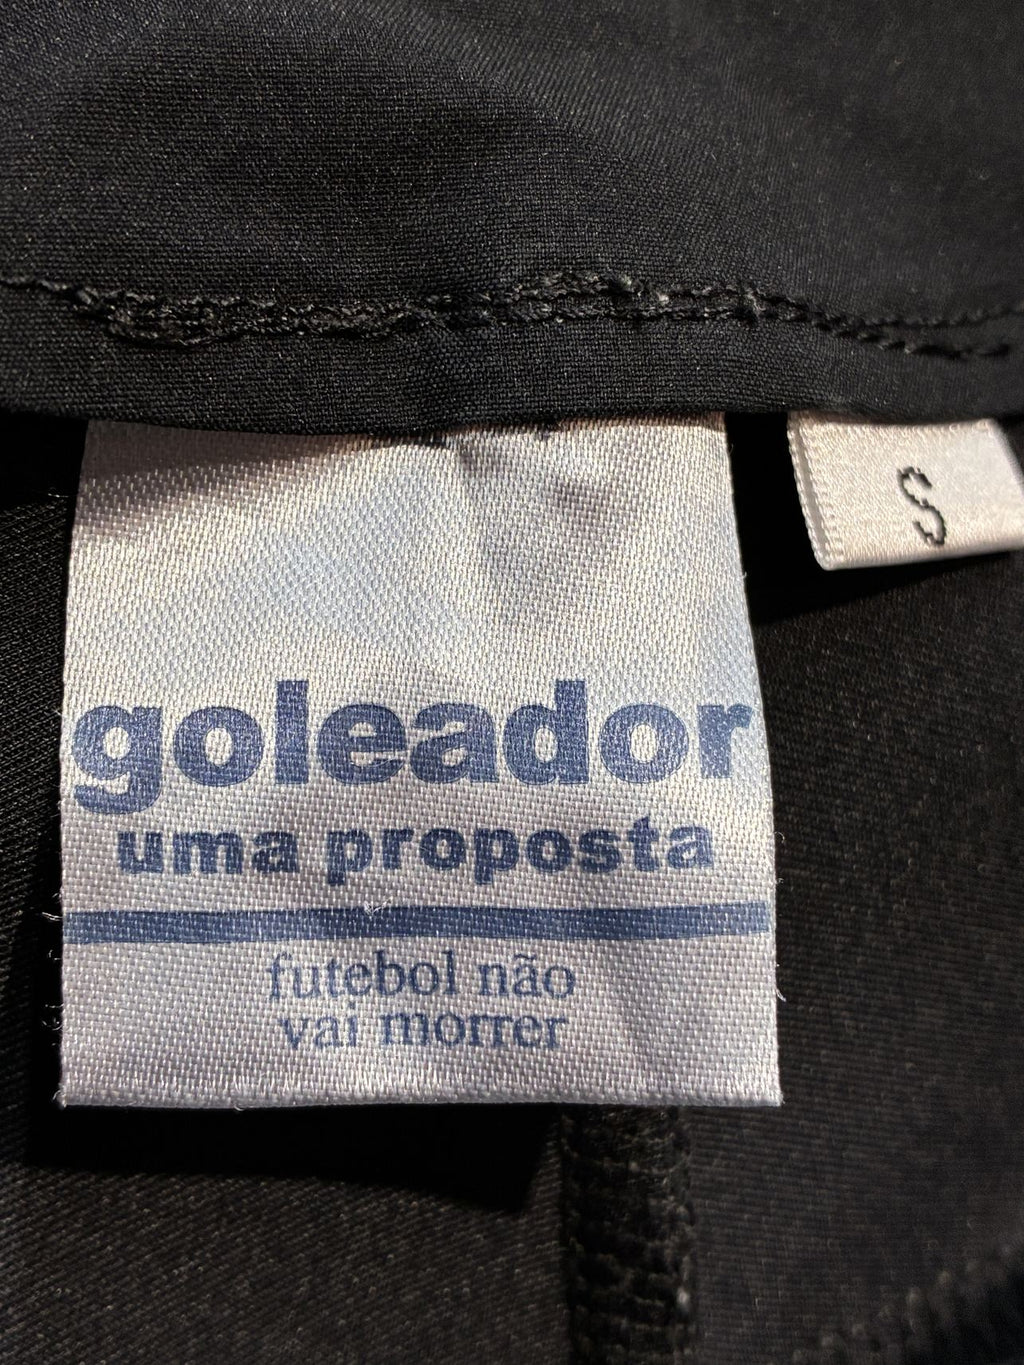 S
goleador
uma proposta
futebol não
vai morrer